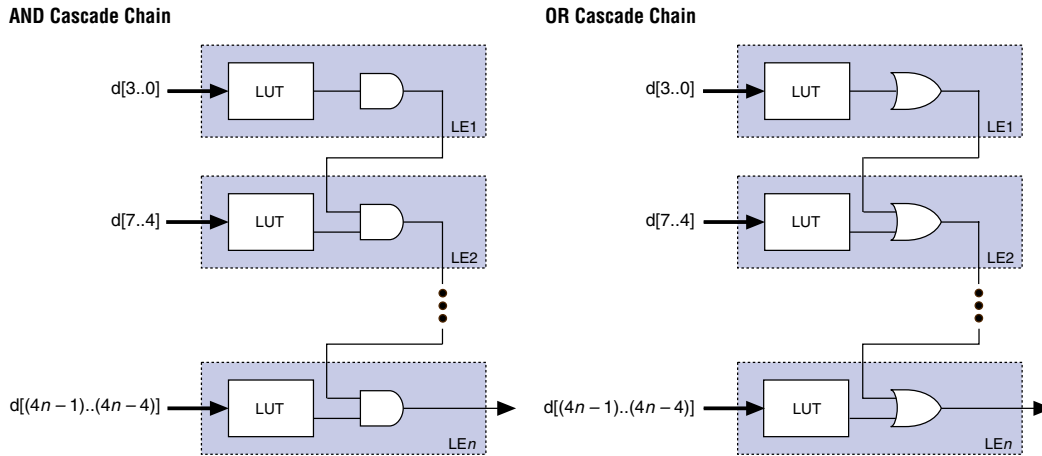 AND Cascade Chain
d[3..0]
LUT
LE1
d[7..4]
LUT
LE2
d[(4n – 1)..(4n – 4)]
LUT
LEn
OR Cascade Chain
d[3..0]
LUT
LE1
d[7..4]
LUT
LE2
d[(4n – 1)..(4n – 4)]
LUT
LEn